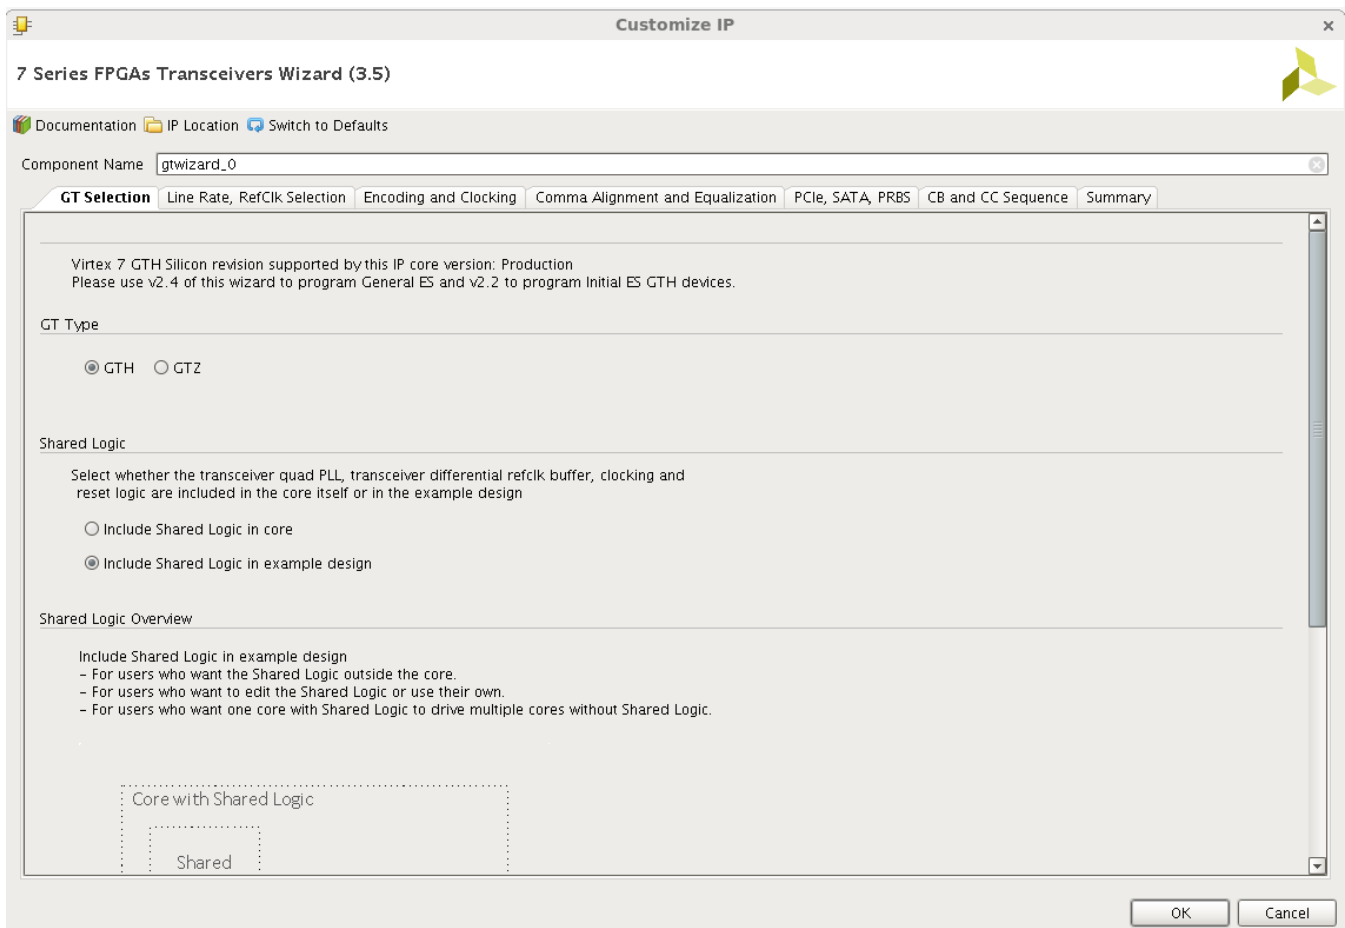 Customize IP
7 Series FPGAs Transceivers Wizard (3.5)
Documentation IP Location Switch to Defaults
Component Name gtwizard_0
GT Selection Line Rate, RefClk Selection Encoding and Clocking Comma Alignment and Equalization PCIe, SATA, PRBS CB and CC Sequence Summary
Virtex 7 GTH Silicon revision supported by this IP core version: Production
Please use v2.4 of this wizard to program General ES and v2.2 to program Initial ES GTH devices.
GT Type
GTH GTZ
Shared Logic
Select whether the transceiver quad PLL, transceiver differential refclk buffer, clocking and
reset logic are included in the core itself or in the example design
Include Shared Logic in core
Include Shared Logic in example design
Shared Logic Overview
Include Shared Logic in example design
– For users who want the Shared Logic outside the core.
– For users who want to edit the Shared Logic or use their own.
– For users who want one core with Shared Logic to drive multiple cores without Shared Logic.
Core with Shared Logic
Shared
OK Cancel